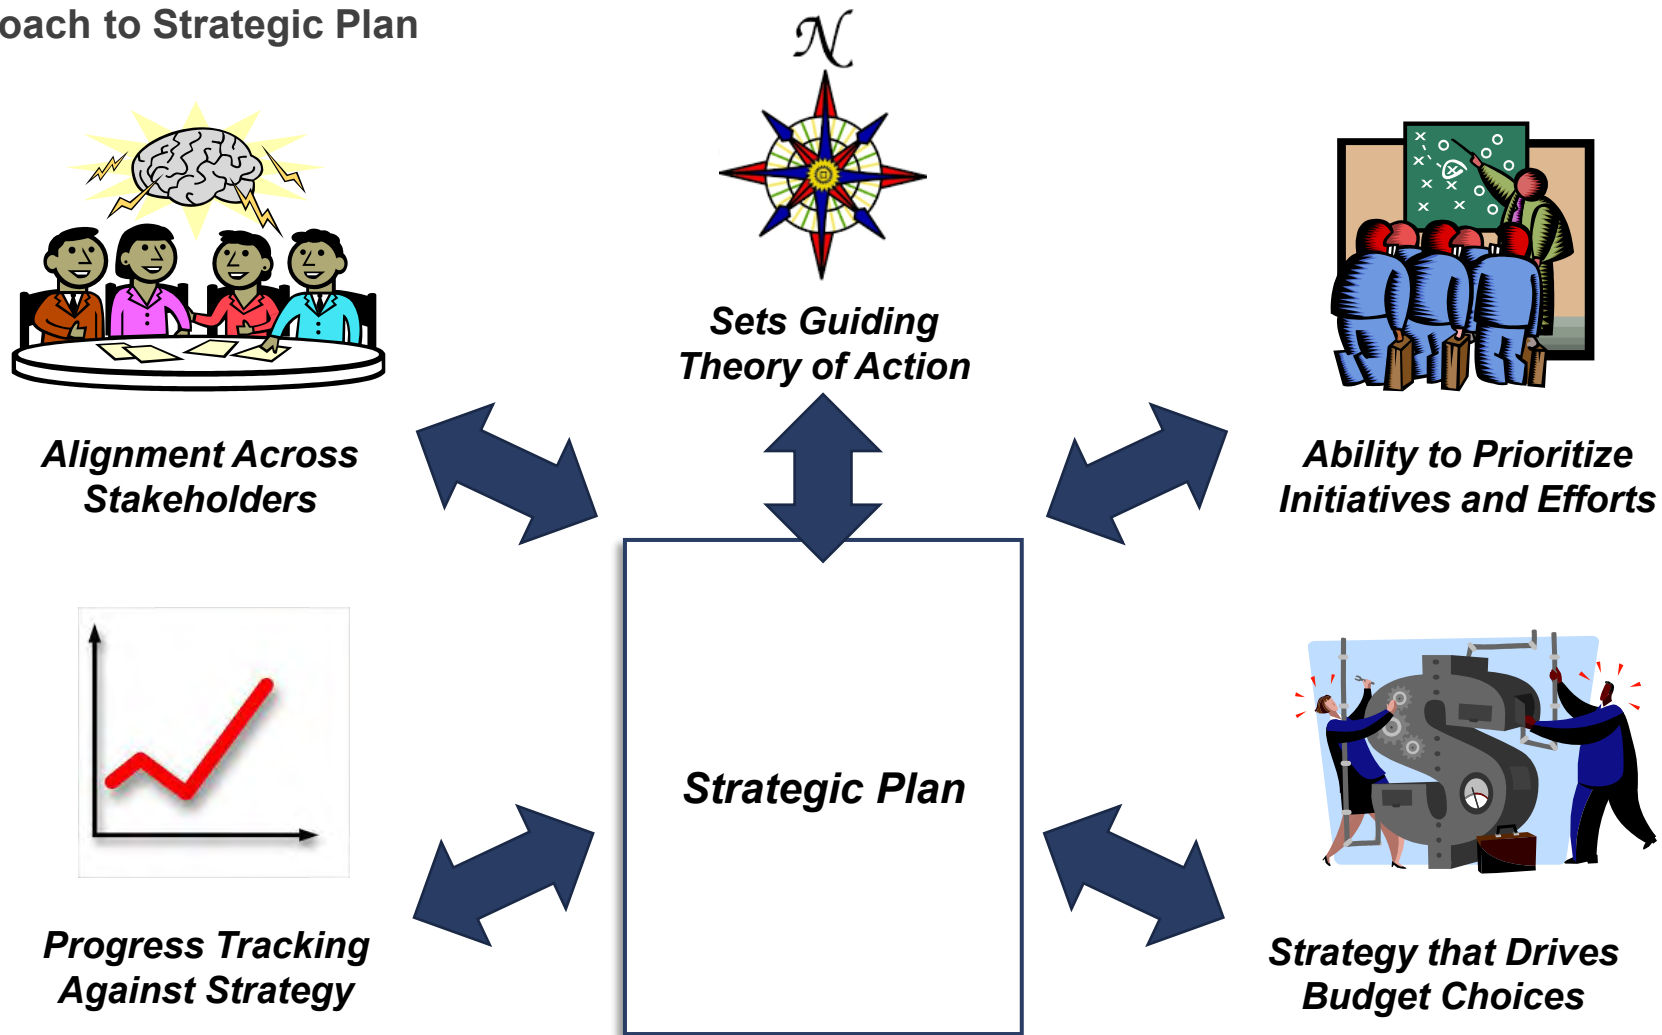 oach to Strategic Plan
N
Sets Guiding
Theory of Action
Alignment Across
Stakeholders
Ability to Prioritize
Initiatives and Efforts
Strategic Plan
Progress Tracking
Against Strategy
Strategy that Drives
Budget Choices